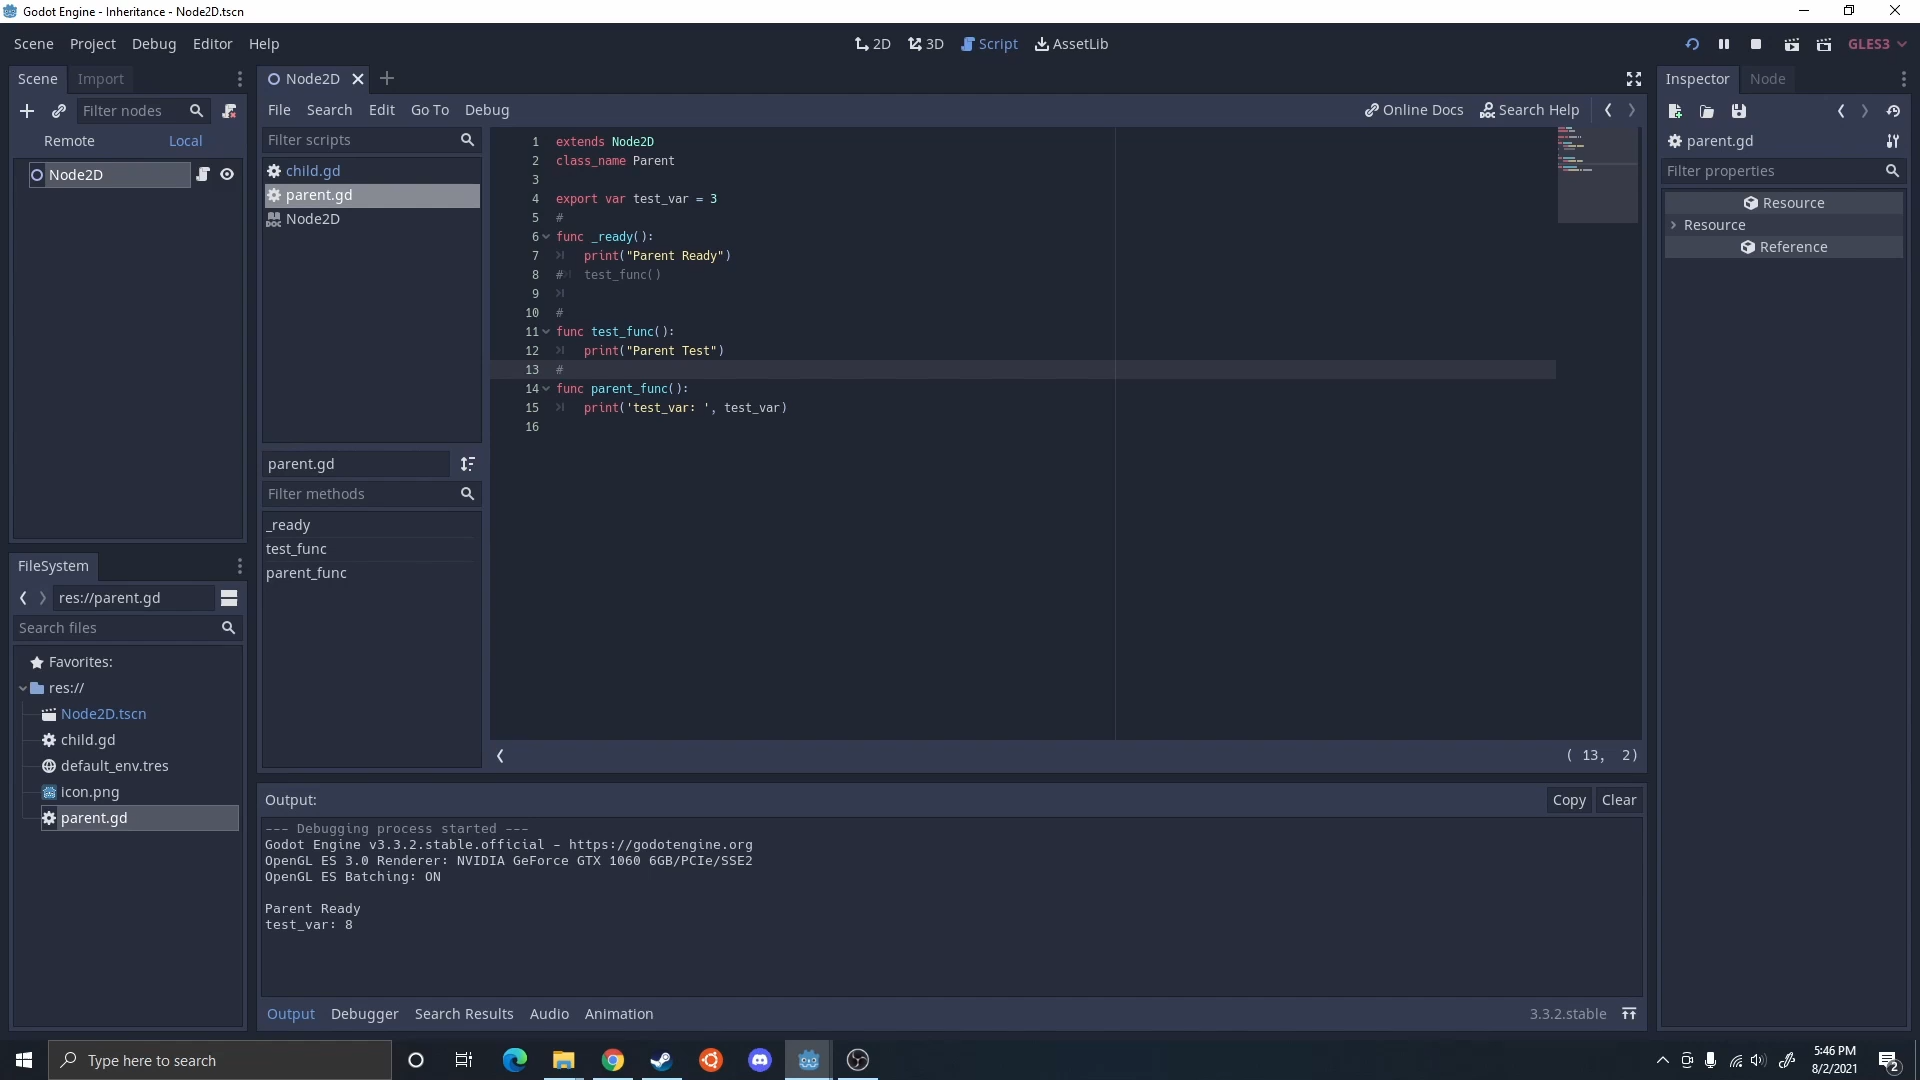 Godot Engine - Inheritance - Node2D.tscn
Scene Project Debug Editor Help
2D 3D Script AssetLib
GLES3
Scene Import
Filter nodes
Remote Local
Node2D
Node2D
File Search Edit Go To Debug
Online Docs Search Help
Filter scripts
child.gd
parent.gd
Node2D
parent.gd
Filter methods
_ready
test_func
parent_func
1 extends Node2D
2 class_name Parent
3
4 export var test_var = 3
5 #
6 func _ready():
7 print("Parent Ready")
8 # test_func()
9
10 #
11 func test_func():
12 print("Parent Test")
13 #
14 func parent_func():
15 print('test_var: ', test_var)
16
( 13, 2)
Inspector Node
parent.gd
Filter properties
Resource
Resource
Reference
FileSystem
res://parent.gd
Search files
Favorites:
res://
Node2D.tscn
child.gd
default_env.tres
icon.png
parent.gd
Output:
Copy Clear
--- Debugging process started ---
Godot Engine v3.3.2.stable.official - https://godotengine.org
OpenGL ES 3.0 Renderer: NVIDIA GeForce GTX 1060 6GB/PCIe/SSE2
OpenGL ES Batching: ON
Parent Ready
test_var: 8
Output Debugger Search Results Audio Animation
3.3.2.stable
Type here to search
5:46 PM
8/2/2021
2